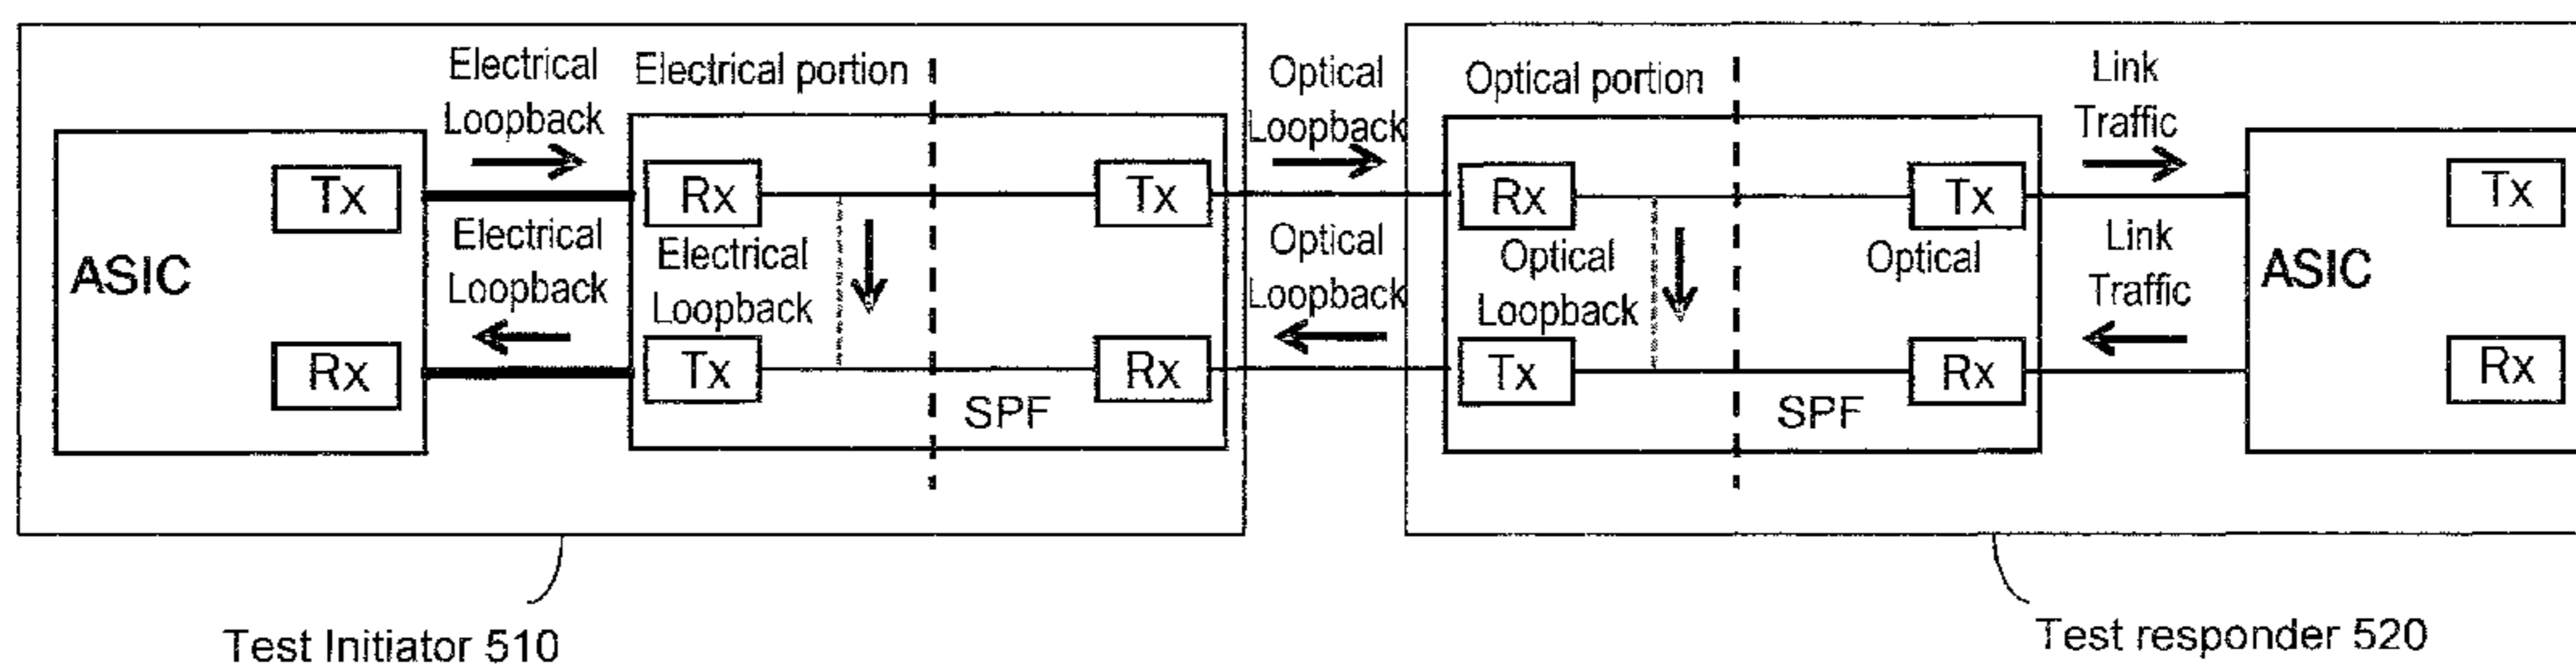 Electrical
Loopback
Electrical portion
Optical
Loopback
Optical portion
Link
Traffic
Tx
Rx
Tx
Rx
Tx
Tx
ASIC
Electrical
Loopback
Electrical
Loopback
Optical
Loopback
Optical
Loopback
Optical
Link
Traffic
ASIC
Rx
Tx
Rx
Tx
Rx
Rx
SPF
SPF
Test Initiator 510
Test responder 520